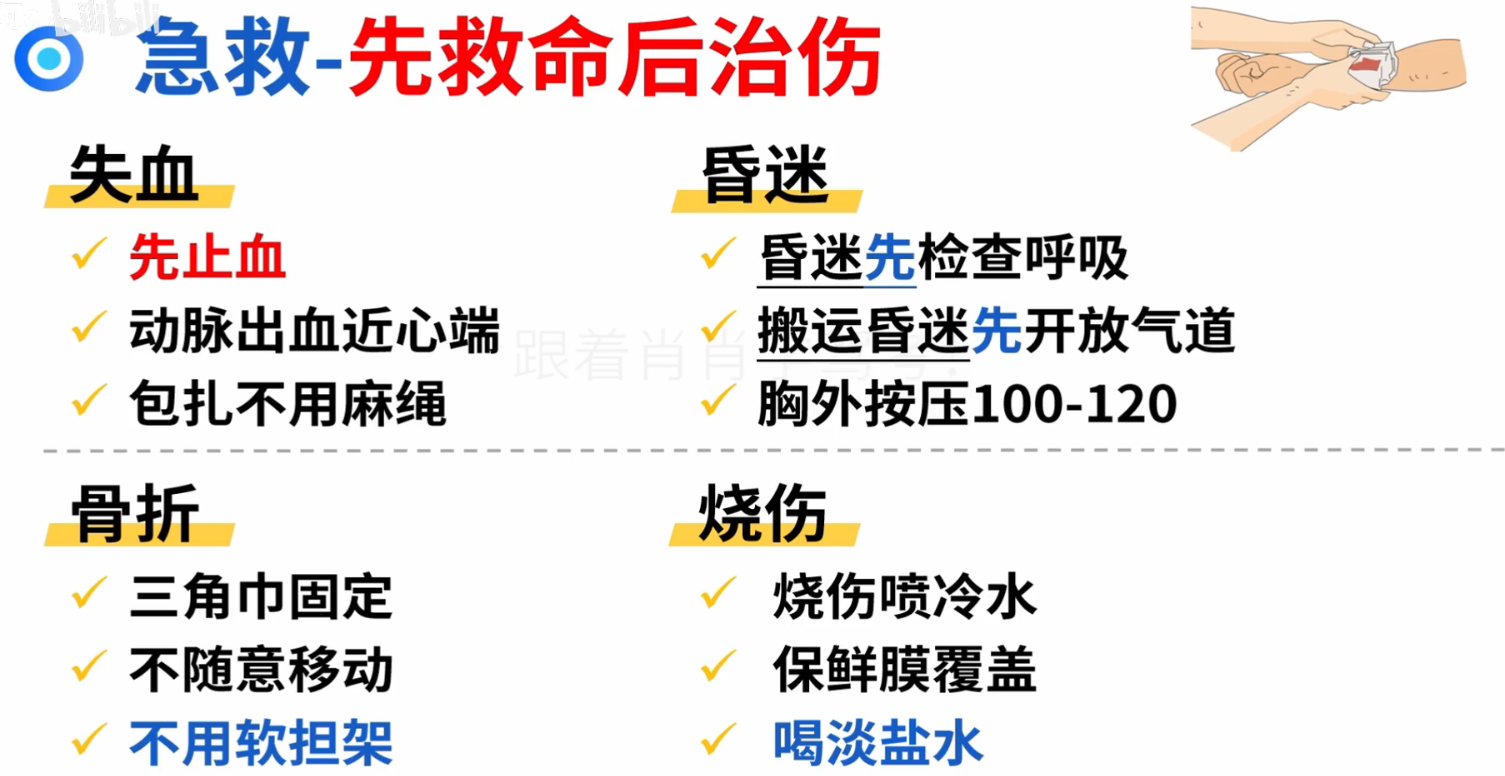 bilibili
急救-先救命后治伤
失血
先止血
动脉出血近心端
包扎不用麻绳
昏迷
昏迷先检查呼吸
搬运昏迷先开放气道
胸外按压100-120
跟着肖肖
骨折
三角巾固定
不随意移动
不用软担架
烧伤
烧伤喷冷水
保鲜膜覆盖
喝淡盐水